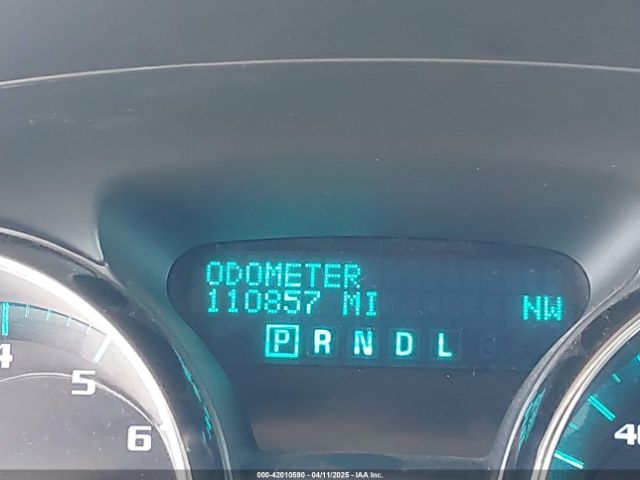 ODOMETER
110857 MI NW
P R N D L
4
5
6
40
000-42010590 - 04/11/2025 - IAA Inc.